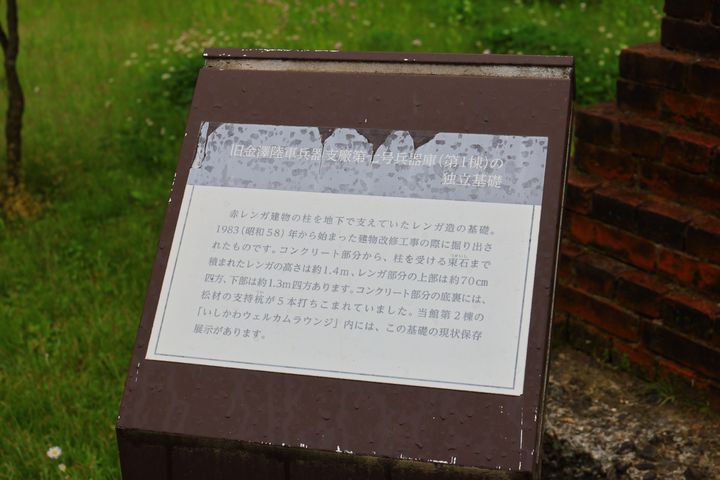 旧金澤陸軍兵器支廠第七号兵器庫(第1棟)の
独立基礎
赤レンガ建物の柱を地下で支えていたレンガ造の基礎。
1983(昭和58)年から始まった建物改修工事の際に掘り出さ
れたものです。コンクリート部分から、柱を受ける束石まで
積まれたレンガの高さは約1.4m、レンガ部分の上部は約70cm
四方、下部は約1.3m四方あります。コンクリート部分の底裏には、
松材の支持杭が5本打ちこまれていました。当館第2棟の
「いしかわウェルカムラウンジ」内には、この基礎の現状保存
展示があります。